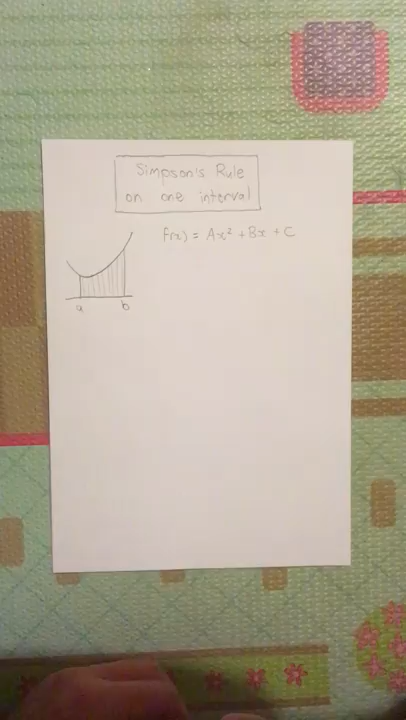 Simpson's Rule
on one interval
f(x) = Ax² + Bx + C
a b